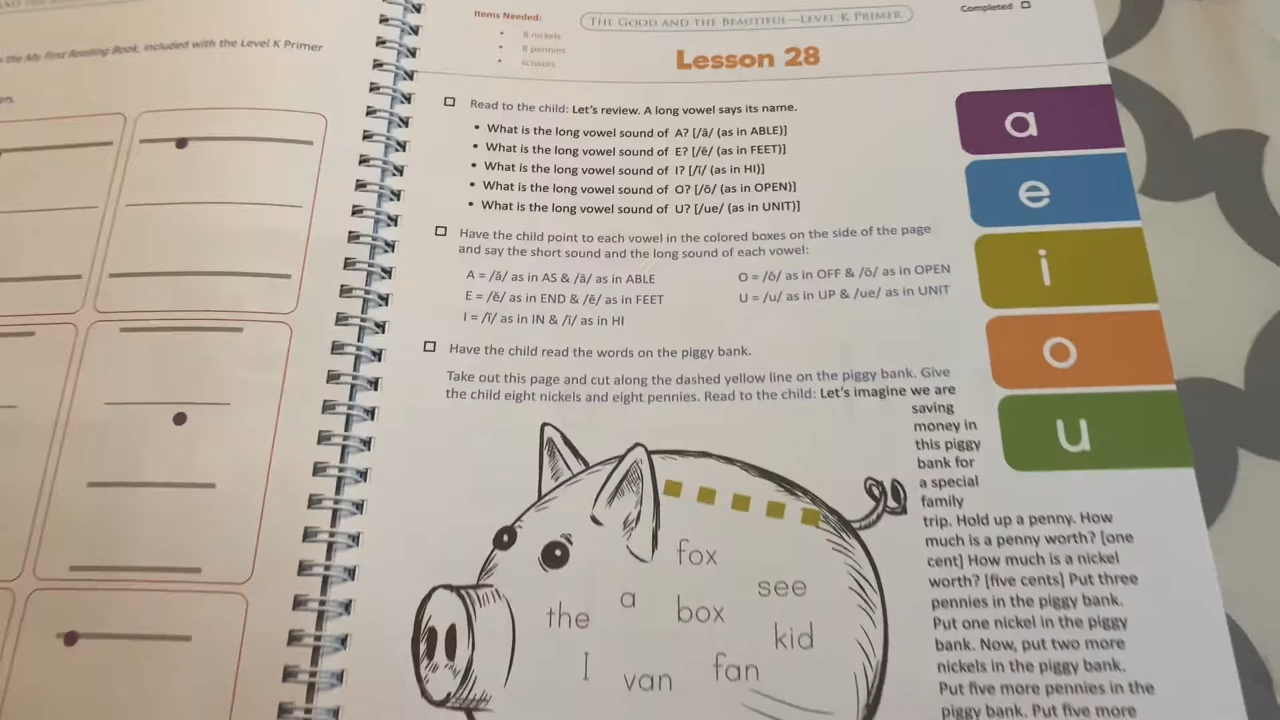 the My First Reading Book, included with the Level K Primer
Items Needed:
• 8 nickels
• 8 pennies
• scissors
THE GOOD AND THE BEAUTIFUL—LEVEL K PRIMER
Completed
Lesson 28
Read to the child: Let's review. A long vowel says its name.
• What is the long vowel sound of A? [/ā/ (as in ABLE)]
• What is the long vowel sound of E? [/ē/ (as in FEET)]
• What is the long vowel sound of I? [/ī/ (as in HI)]
• What is the long vowel sound of O? [/ō/ (as in OPEN)]
• What is the long vowel sound of U? [/ue/ (as in UNIT)]
Have the child point to each vowel in the colored boxes on the side of the page
and say the short sound and the long sound of each vowel:
A = /ă/ as in AS & /ā/ as in ABLE
E = /ĕ/ as in END & /ē/ as in FEET
I = /ĭ/ as in IN & /ī/ as in HI
O = /ŏ/ as in OFF & /ō/ as in OPEN
U = /u/ as in UP & /ue/ as in UNIT
Have the child read the words on the piggy bank.
Take out this page and cut along the dashed yellow line on the piggy bank. Give
the child eight nickels and eight pennies. Read to the child: Let's imagine we are
saving
money in
this piggy
bank for
a special
family
trip. Hold up a penny. How
much is a penny worth? [one
cent] How much is a nickel
worth? [five cents] Put three
pennies in the piggy bank.
Put one nickel in the piggy
bank. Now, put two more
nickels in the piggy bank.
Put five more pennies in the
piggy bank. Put five more
fox
see
a
the
box
kid
I
van
fan
a
e
i
o
u